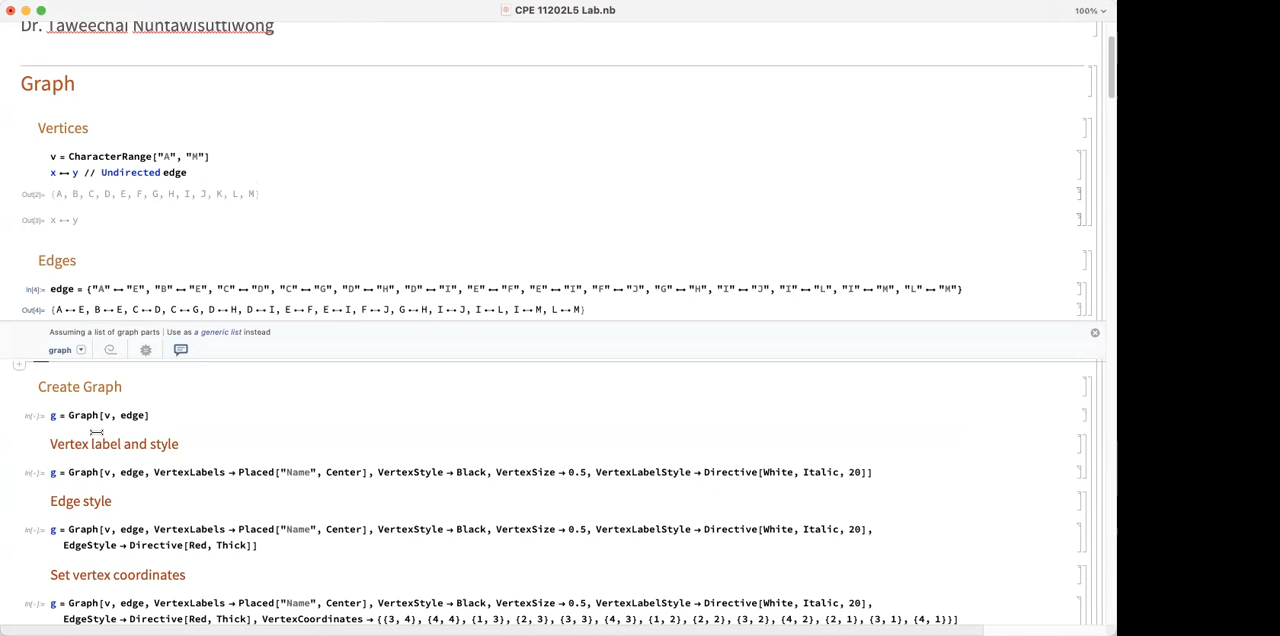 CPE 11202L5 Lab.nb
100%
Dr. Taweechai Nuntawisuttiwong
Graph
Vertices
v = CharacterRange["A", "M"]
x ↔ y // Undirected edge
Out[2]= {A, B, C, D, E, F, G, H, I, J, K, L, M}
Out[3]= x ↔ y
Edges
In[4]:= edge = {"A" ↔ "E", "B" ↔ "E", "C" ↔ "D", "C" ↔ "G", "D" ↔ "H", "D" ↔ "I", "E" ↔ "F", "E" ↔ "I", "F" ↔ "J", "G" ↔ "H", "I" ↔ "J", "I" ↔ "L", "I" ↔ "M", "L" ↔ "M"}
Out[4]= {A ↔ E, B ↔ E, C ↔ D, C ↔ G, D ↔ H, D ↔ I, E ↔ F, E ↔ I, F ↔ J, G ↔ H, I ↔ J, I ↔ L, I ↔ M, L ↔ M}
Assuming a list of graph parts | Use as a generic list instead
graph
Create Graph
In[-]:= g = Graph[v, edge]
Vertex label and style
In[-]:= g = Graph[v, edge, VertexLabels → Placed["Name", Center], VertexStyle → Black, VertexSize → 0.5, VertexLabelStyle → Directive[White, Italic, 20]]
Edge style
In[-]:= g = Graph[v, edge, VertexLabels → Placed["Name", Center], VertexStyle → Black, VertexSize → 0.5, VertexLabelStyle → Directive[White, Italic, 20],
EdgeStyle → Directive[Red, Thick]]
Set vertex coordinates
In[-]:= g = Graph[v, edge, VertexLabels → Placed["Name", Center], VertexStyle → Black, VertexSize → 0.5, VertexLabelStyle → Directive[White, Italic, 20],
EdgeStyle → Directive[Red, Thick], VertexCoordinates → {{3, 4}, {4, 4}, {1, 3}, {2, 3}, {3, 3}, {4, 3}, {1, 2}, {2, 2}, {3, 2}, {4, 2}, {2, 1}, {3, 1}, {4, 1}}]